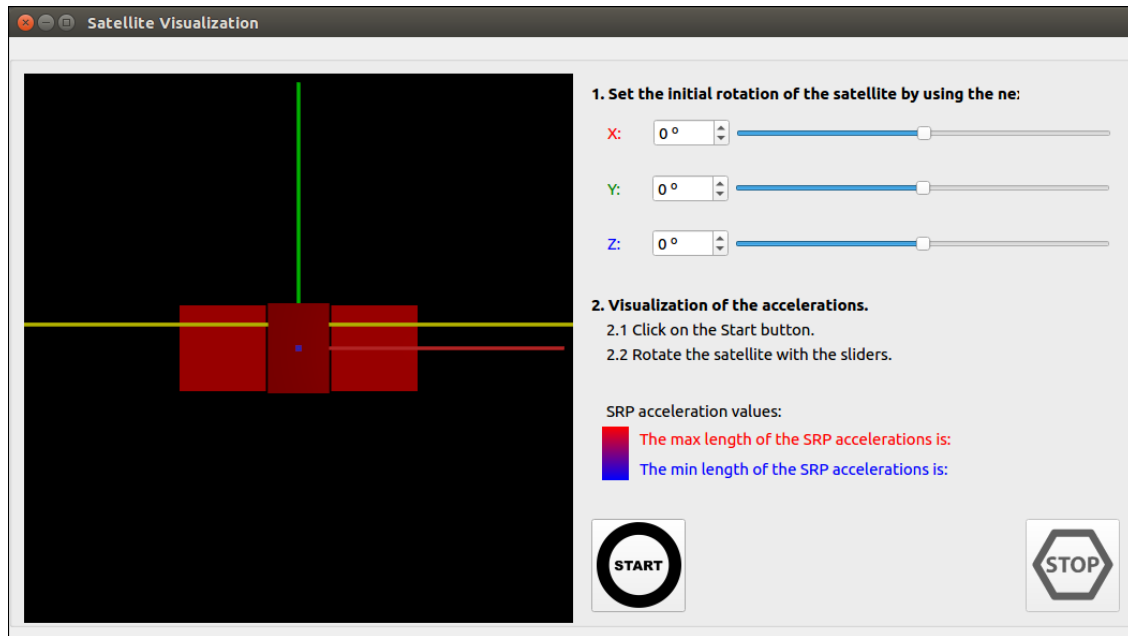 Satellite Visualization
1. Set the initial rotation of the satellite by using the
X: 0 º
Y: 0 º
Z: 0 º
2. Visualization of the accelerations.
2.1 Click on the Start button.
2.2 Rotate the satellite with the sliders.
SRP acceleration values:
The max length of the SRP accelerations is:
The min length of the SRP accelerations is:
START
STOP